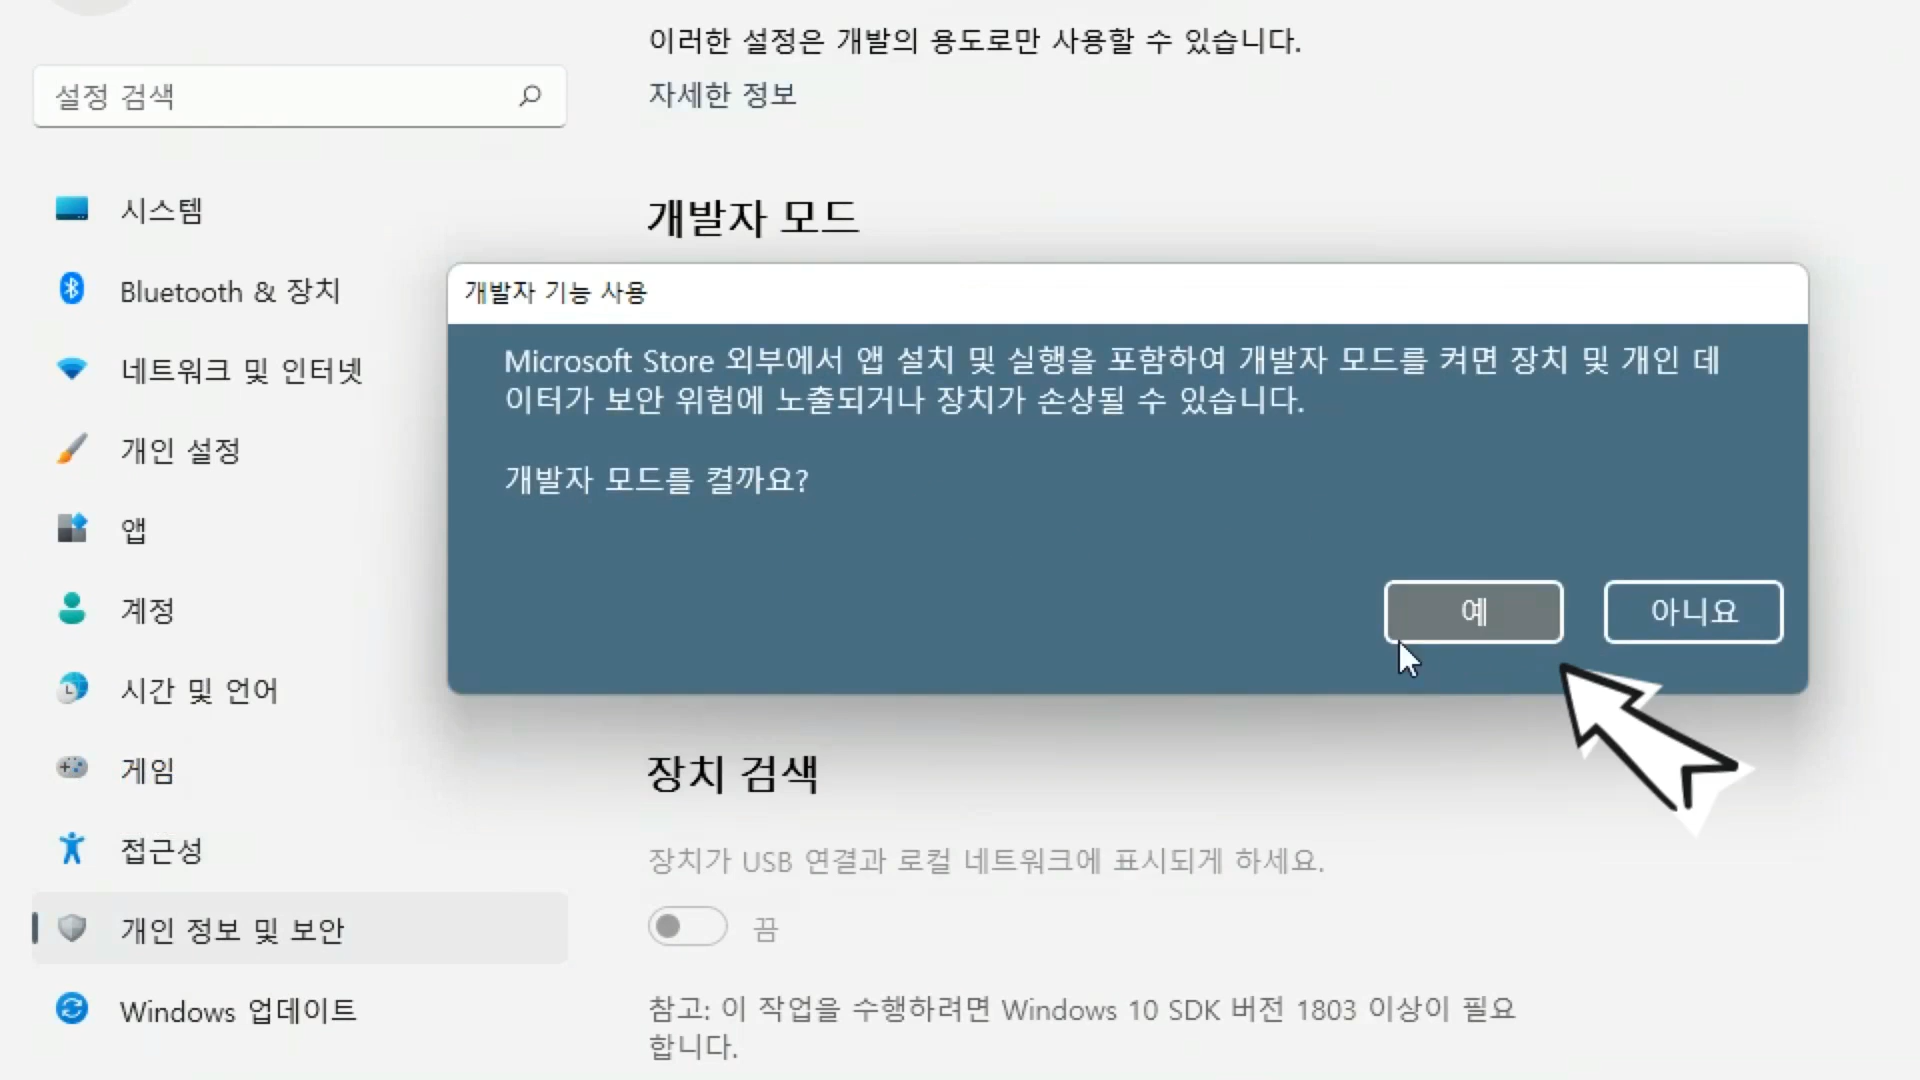 이러한 설정은 개발의 용도로만 사용할 수 있습니다.
자세한 정보
설정 검색
시스템
Bluetooth & 장치
네트워크 및 인터넷
개인 설정
앱
계정
시간 및 언어
게임
접근성
개인 정보 및 보안
Windows 업데이트
개발자 모드
개발자 기능 사용
Microsoft Store 외부에서 앱 설치 및 실행을 포함하여 개발자 모드를 켜면 장치 및 개인 데
이터가 보안 위험에 노출되거나 장치가 손상될 수 있습니다.
개발자 모드를 켤까요?
예
아니요
장치 검색
장치가 USB 연결과 로컬 네트워크에 표시되게 하세요.
끔
참고: 이 작업을 수행하려면 Windows 10 SDK 버전 1803 이상이 필요
합니다.